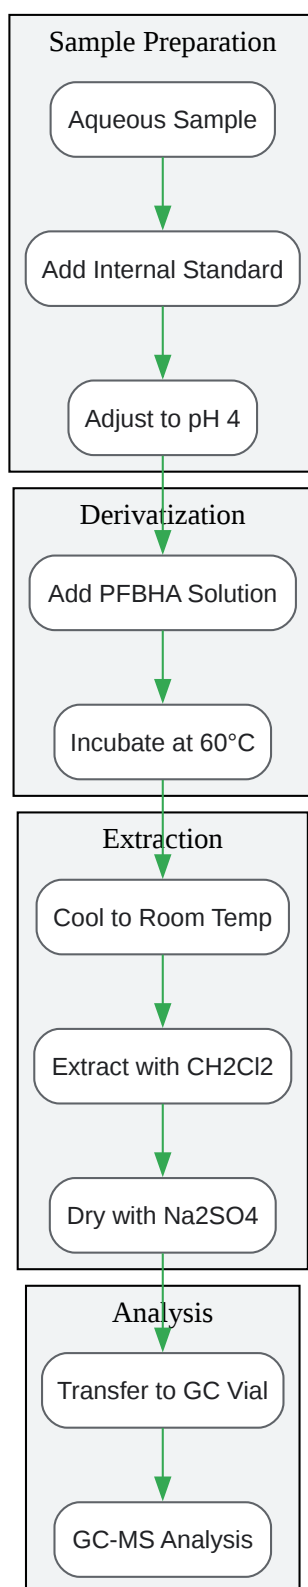 Sample Preparation
Aqueous Sample
Add Internal Standard
Adjust to pH 4
Derivatization
Add PFBHA Solution
Incubate at 60°C
Extraction
Cool to Room Temp
Extract with CH2Cl2
Dry with Na2SO4
Analysis
Transfer to GC Vial
GC-MS Analysis